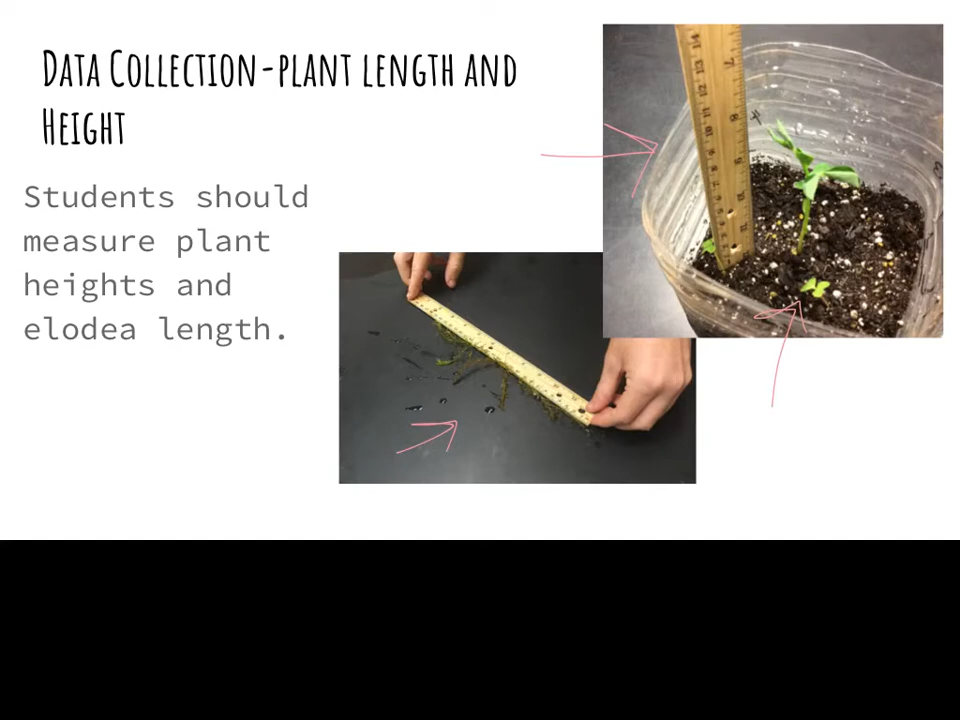 Data Collection-plant length and
Height
Students should
measure plant
heights and
elodea length.